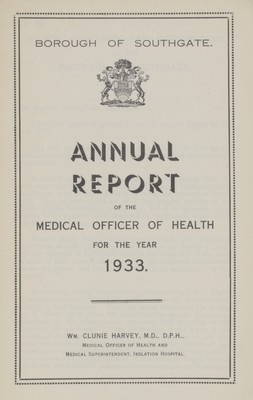 BOROUGH OF SOUTHGATE.
ANNUAL
REPORT
OF THE
MEDICAL OFFICER OF HEALTH
FOR THE YEAR
1933.
WM. CLUNIE HARVEY, M.D., D.P.H.,
MEDICAL OFFICER OF HEALTH AND
MEDICAL SUPERINTENDENT, ISOLATION HOSPITAL